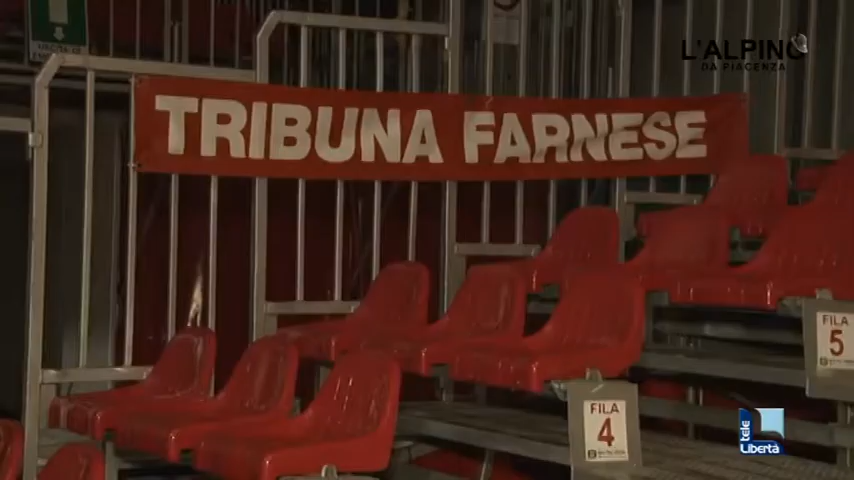 L'ALPINO
DA PIACENZA
TRIBUNA FARNESE
FILA
5
FILA
4
tele
Libertà